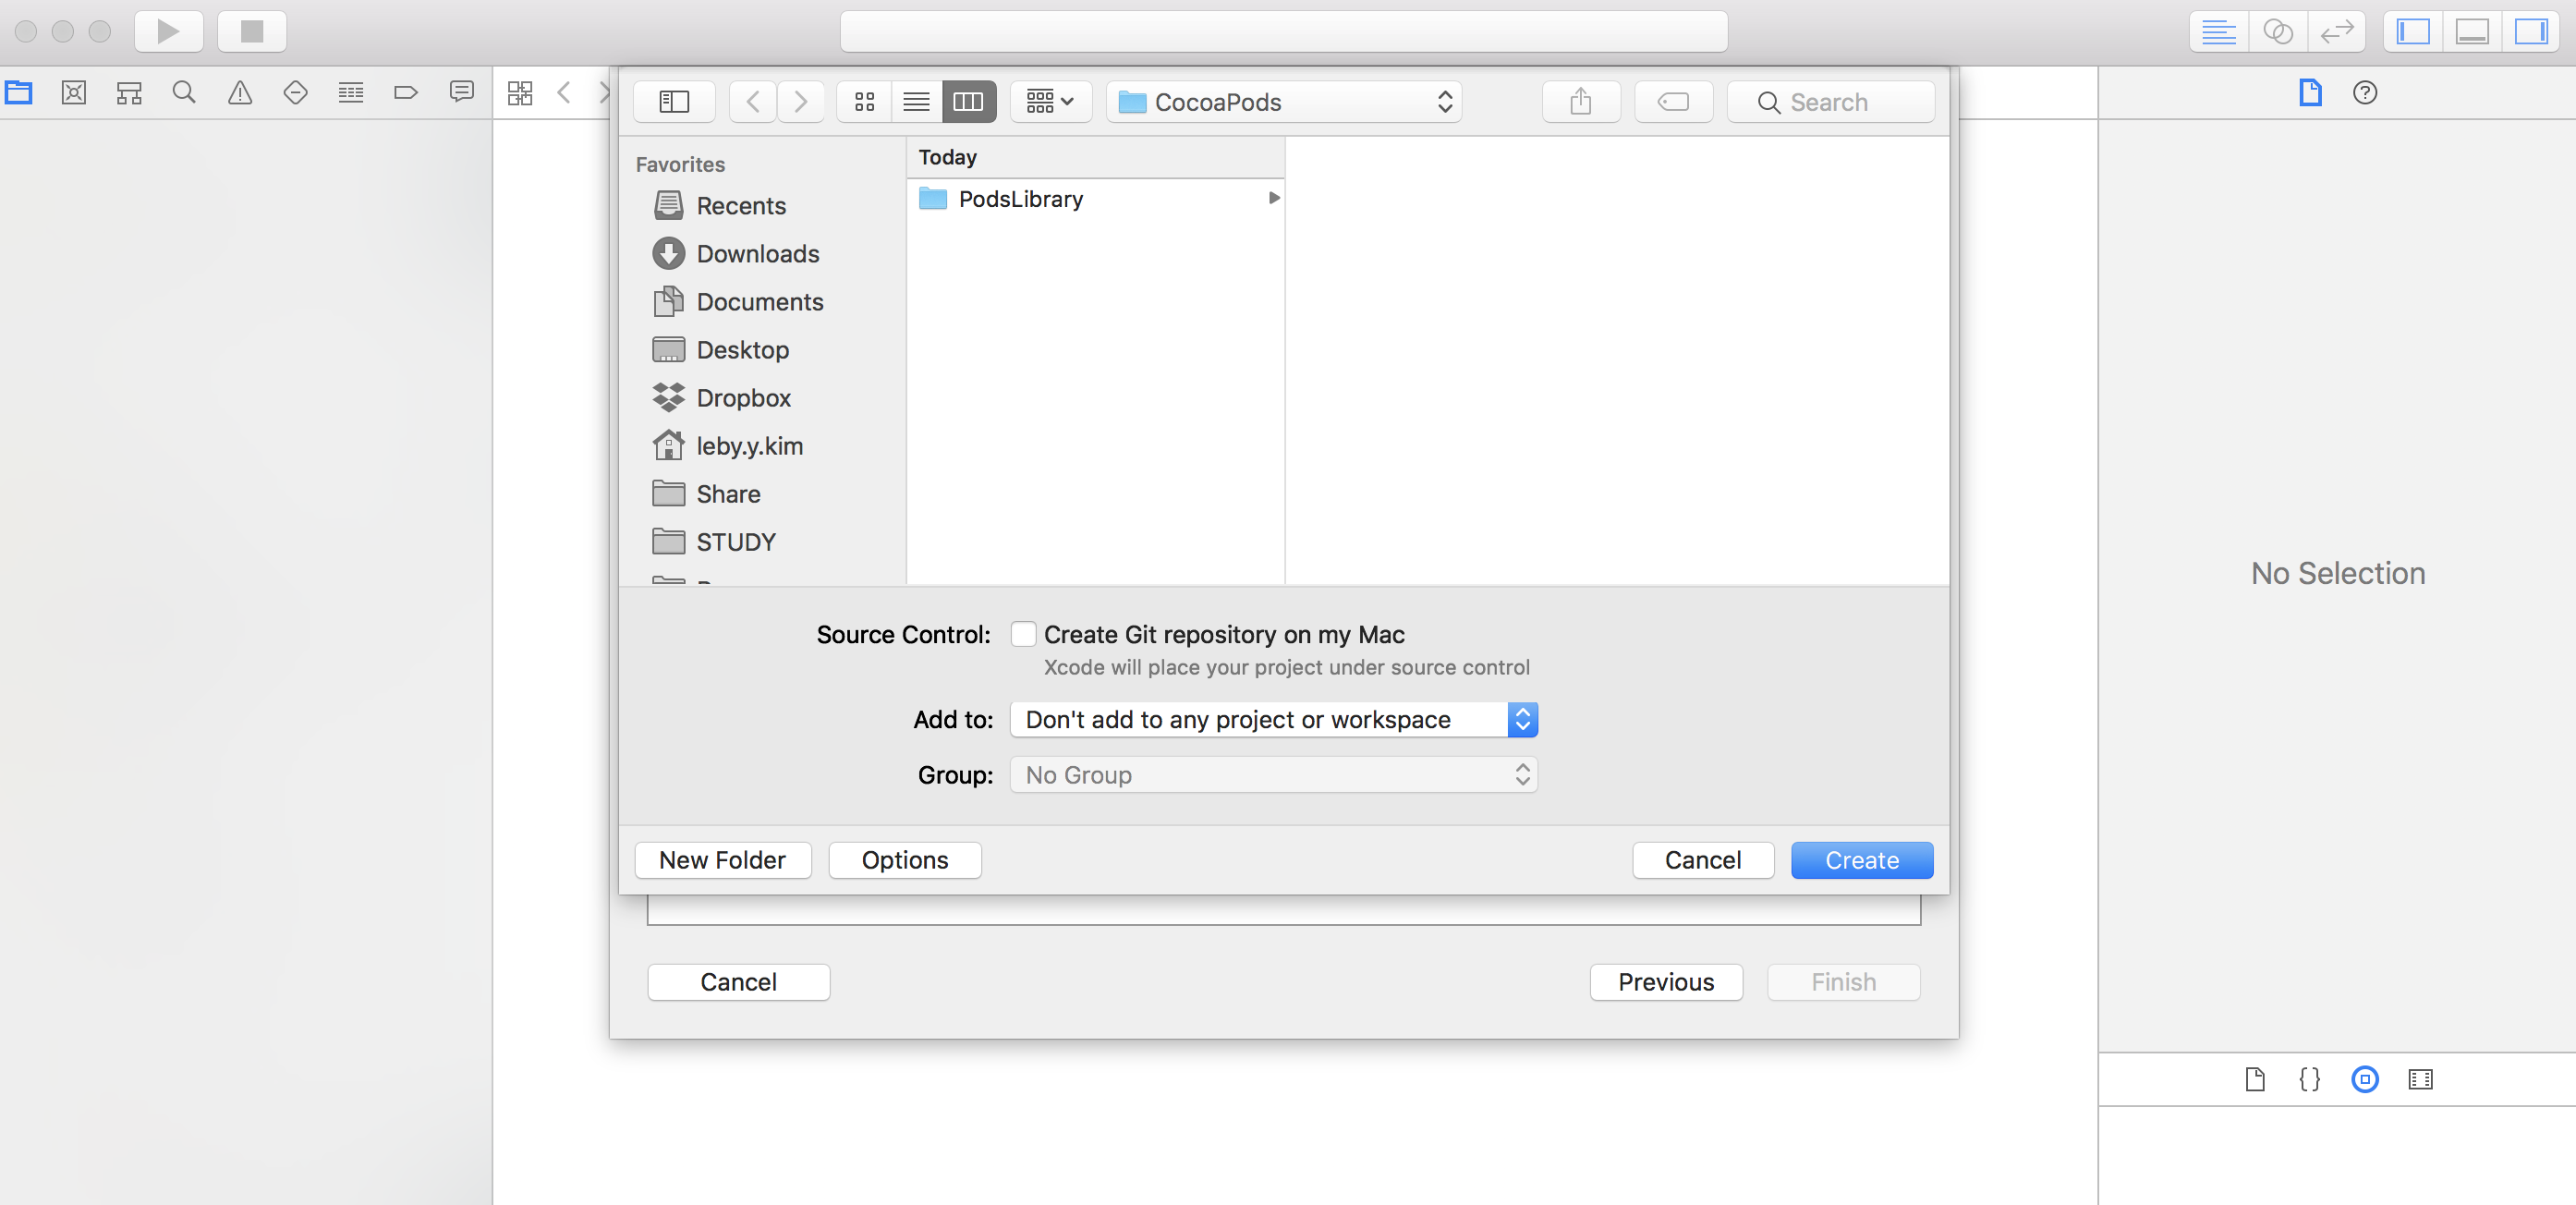 CocoaPods
Search
Favorites
Today
Recents
PodsLibrary
Downloads
Documents
Desktop
Dropbox
leby.y.kim
Share
STUDY
No Selection
Source Control: Create Git repository on my Mac
Xcode will place your project under source control
Add to: Don't add to any project or workspace
Group: No Group
New Folder Options Cancel Create
Cancel Previous Finish